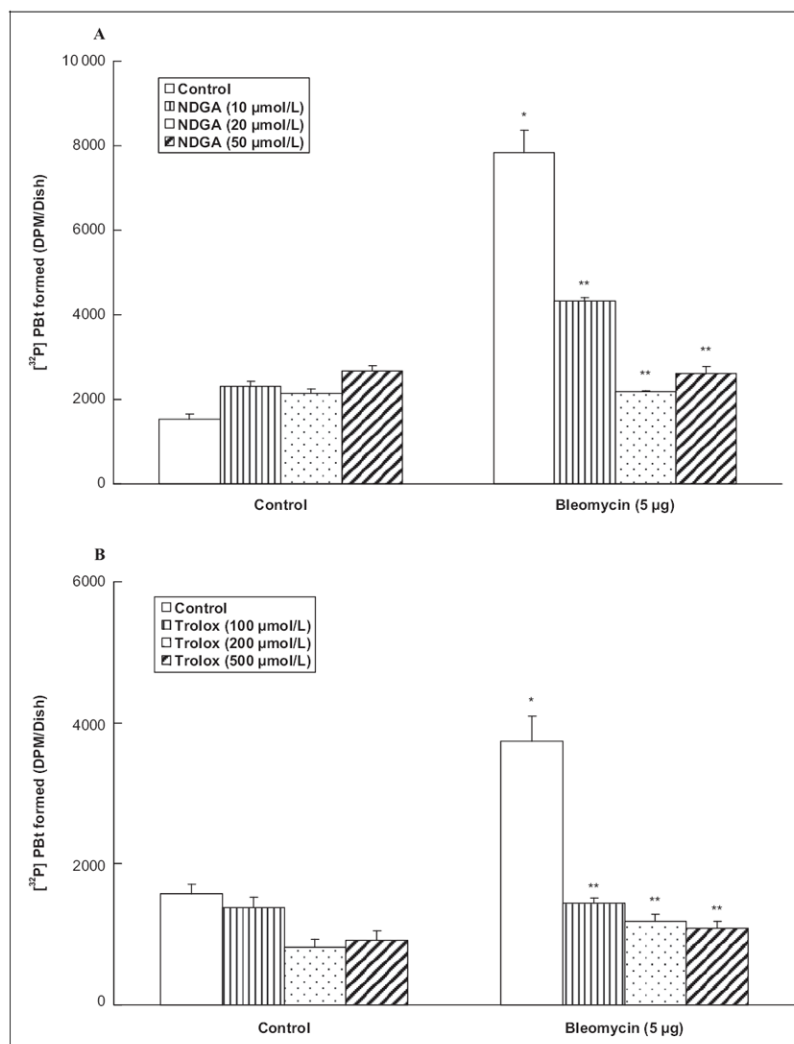 A
10 000
8000
6000
4000
2000
0
[³²P] PBt formed (DPM/Dish)
Control
NDGA (10 µmol/L)
NDGA (20 µmol/L)
NDGA (50 µmol/L)
*
**
**
**
Control
Bleomycin (5 µg)
B
6000
4000
2000
0
[³²P] PBt formed (DPM/Dish)
Control
Trolox (100 µmol/L)
Trolox (200 µmol/L)
Trolox (500 µmol/L)
*
**
**
**
Control
Bleomycin (5 µg)